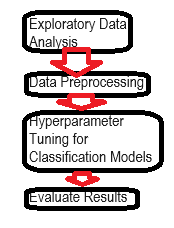 Exploratory Data
Analysis
Data Preprocessing
Hyperparameter
Tuning for
Classification Models
Evaluate Results